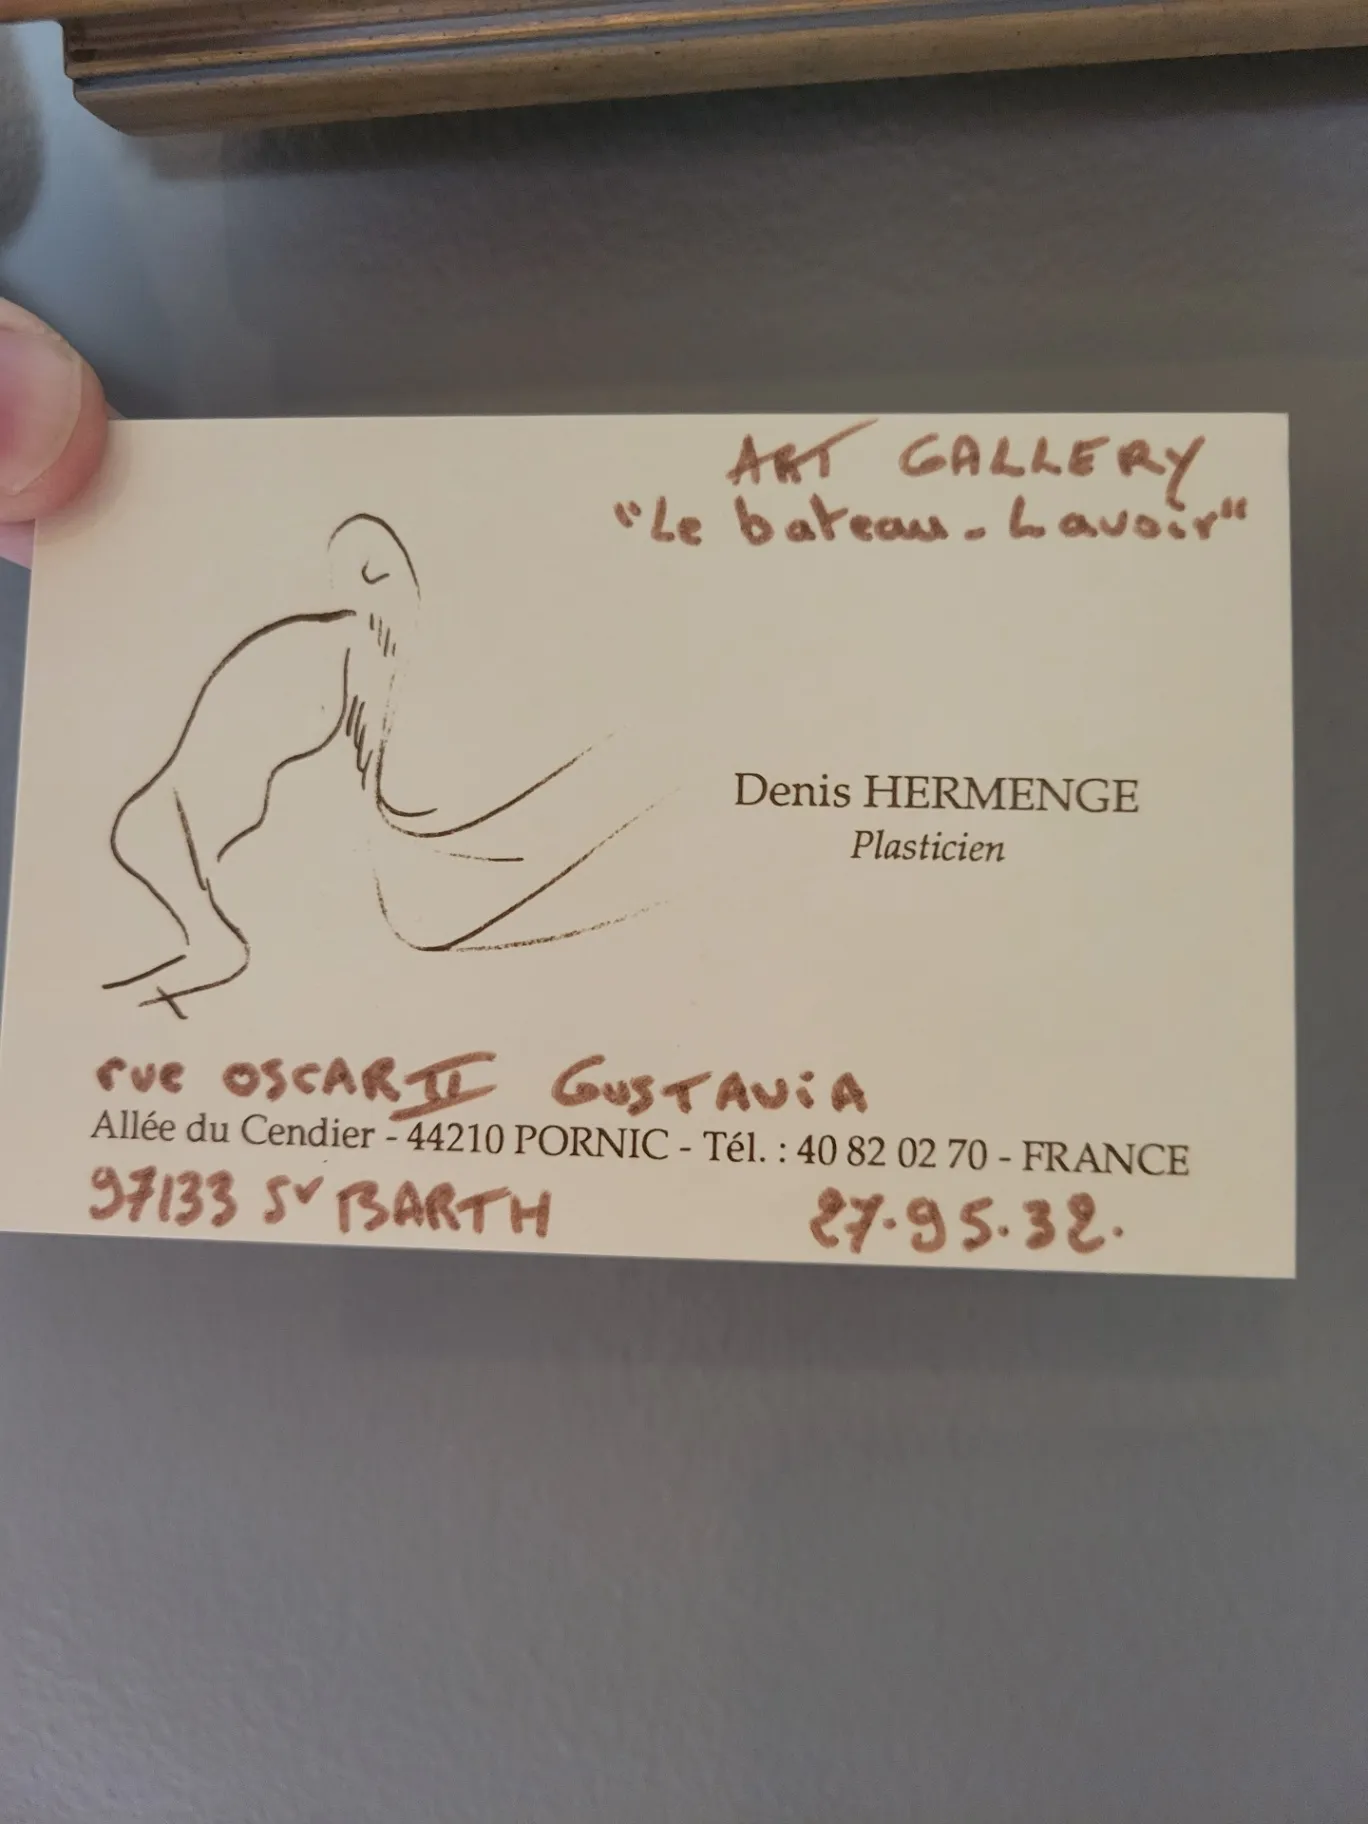 ART GALLERY
"Le bateau-Lavoir"
Denis HERMENGE
Plasticien
rue OSCAR II GUSTAViA
Allée du Cendier - 44210 PORNIC - Tél. : 40 82 02 70 - FRANCE
97133 St BARTH 27.95.32.